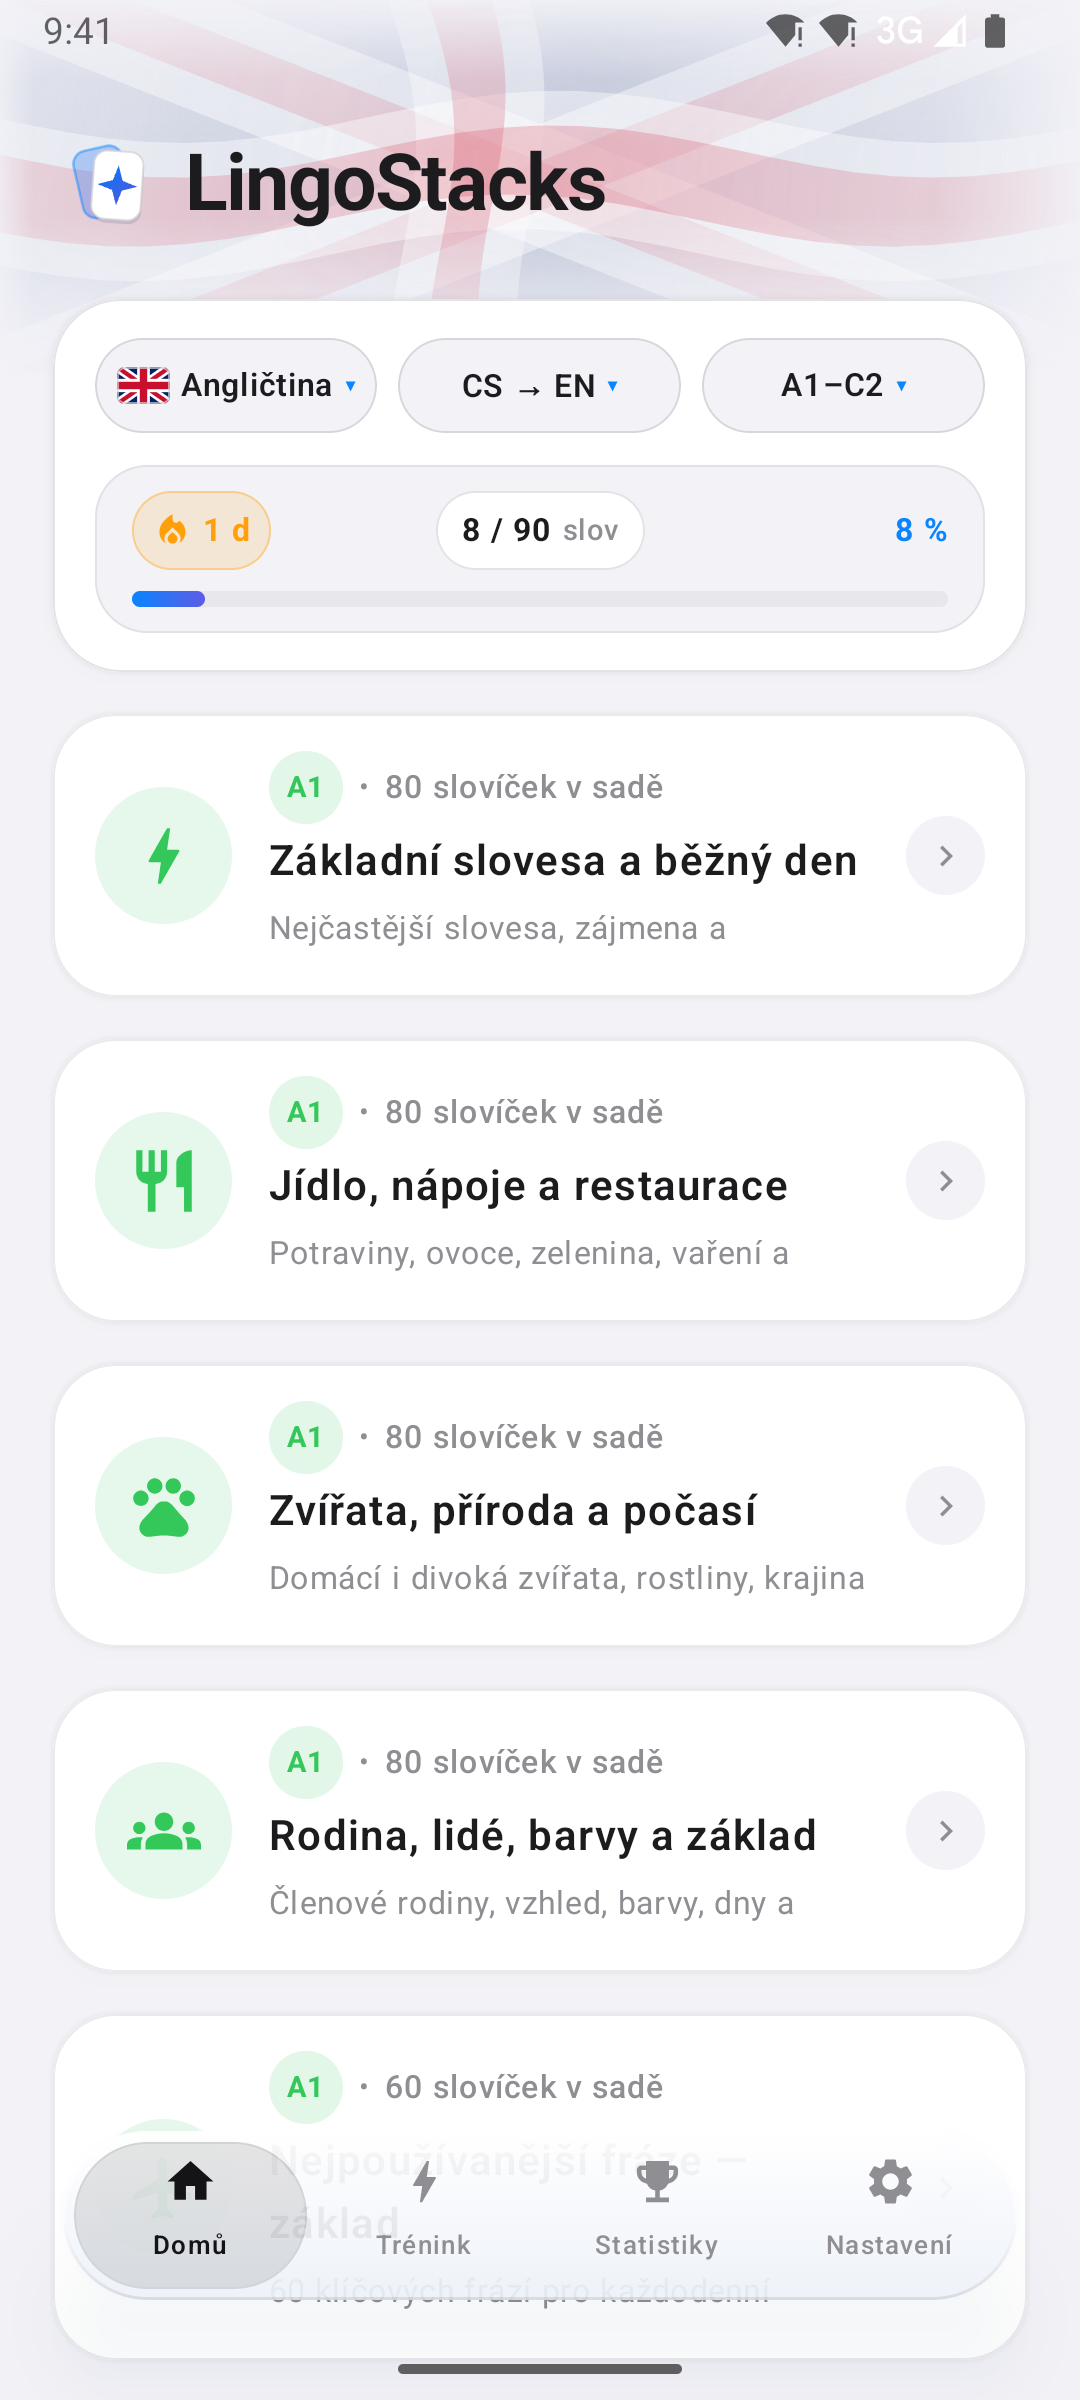 9:41
3G
LingoStacks
Angličtina ▾
CS → EN ▾
A1–C2 ▾
1 d
8 / 90 slov
8 %
A1 • 80 slovíček v sadě
Základní slovesa a běžný den
Nejčastější slovesa, zájmena a
A1 • 80 slovíček v sadě
Jídlo, nápoje a restaurace
Potraviny, ovoce, zelenina, vaření a
A1 • 80 slovíček v sadě
Zvířata, příroda a počasí
Domácí i divoká zvířata, rostliny, krajina
A1 • 80 slovíček v sadě
Rodina, lidé, barvy a základ
Členové rodiny, vzhled, barvy, dny a
A1 • 60 slovíček v sadě
Nejpoužívanější fráze —
základ
60 klíčových frází pro každodenní
Domů
Trénink
Statistiky
Nastavení